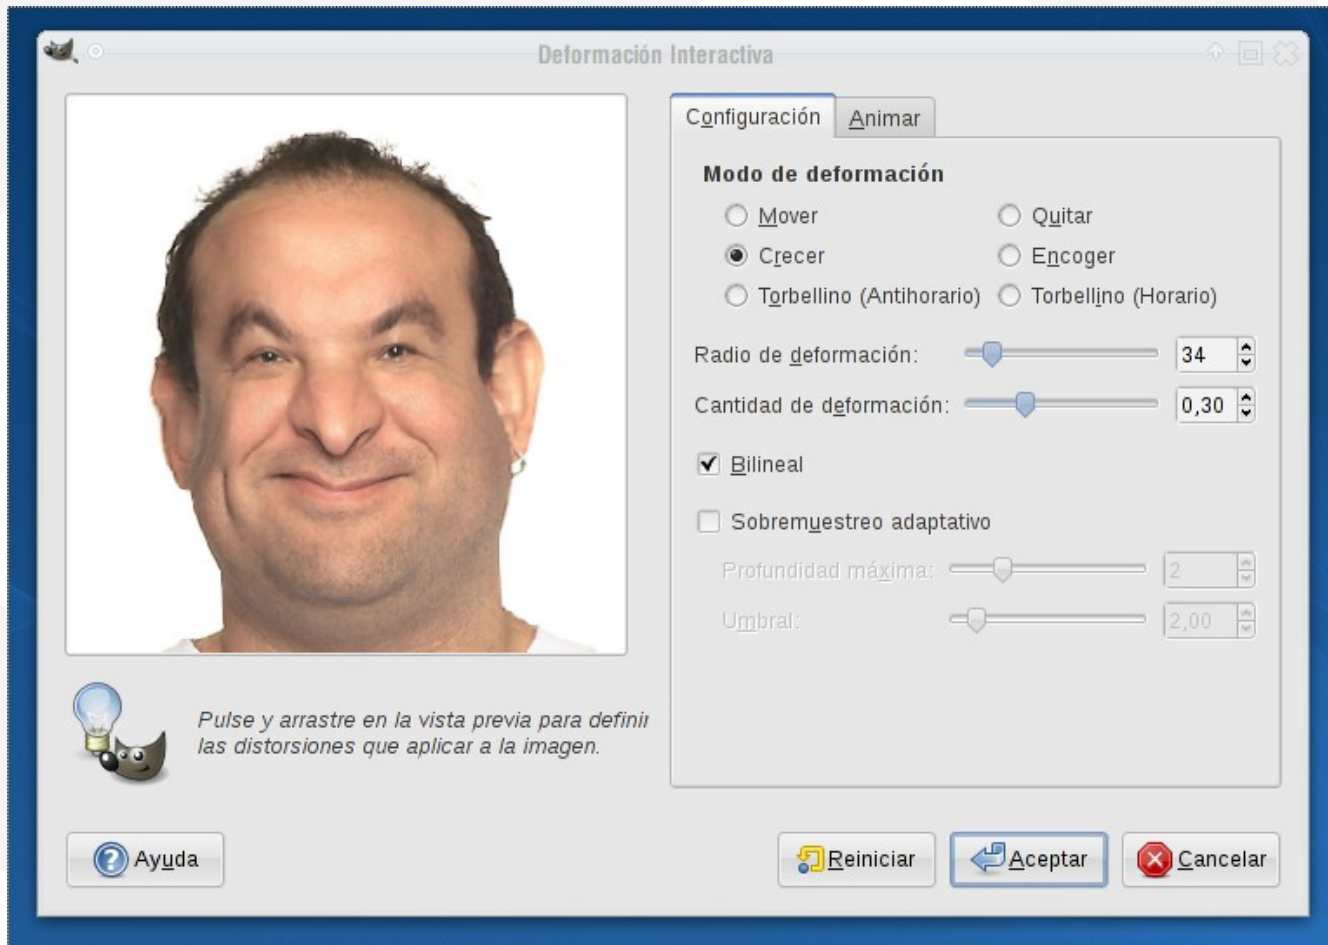 Deformación Interactiva
Configuración
Animar
Modo de deformación
Mover
Quitar
Crecer
Encoger
Torbellino (Antihorario)
Torbellino (Horario)
Radio de deformación:
34
Cantidad de deformación:
0,30
Bilineal
Sobremuestreo adaptativo
Profundidad máxima:
2
Umbral:
2,00
Pulse y arrastre en la vista previa para definir
las distorsiones que aplicar a la imagen.
Ayuda
Reiniciar
Aceptar
Cancelar